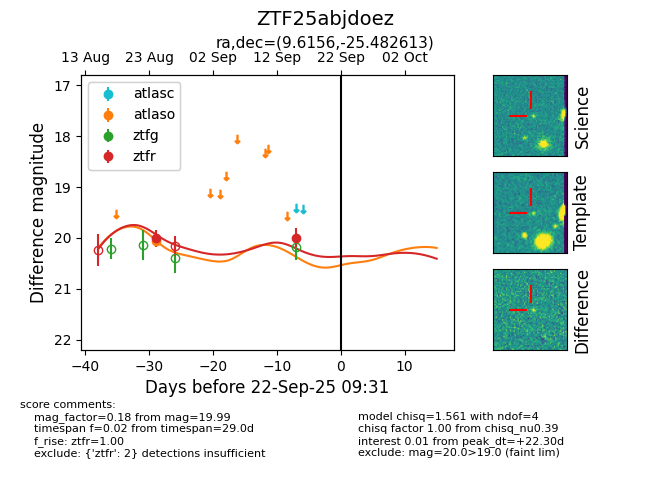 ZTF25abjdoez
ra,dec=(9.6156,-25.482613)
13 Aug 23 Aug 02 Sep 12 Sep 22 Sep 02 Oct
17
18
19
20
21
22
Difference magnitude
atlasc
atlaso
ztfg
ztfr
−40 −30 −20 −10 0 10
Days before 22-Sep-25 09:31
Science
Template
Difference
score comments:
mag_factor=0.18 from mag=19.99
timespan f=0.02 from timespan=29.0d
f_rise: ztfr=1.00
exclude: {'ztfr': 2} detections insufficient
model chisq=1.561 with ndof=4
chisq factor 1.00 from chisq_nu0.39
interest 0.01 from peak_dt=+22.30d
exclude: mag=20.0>19.0 (faint lim)